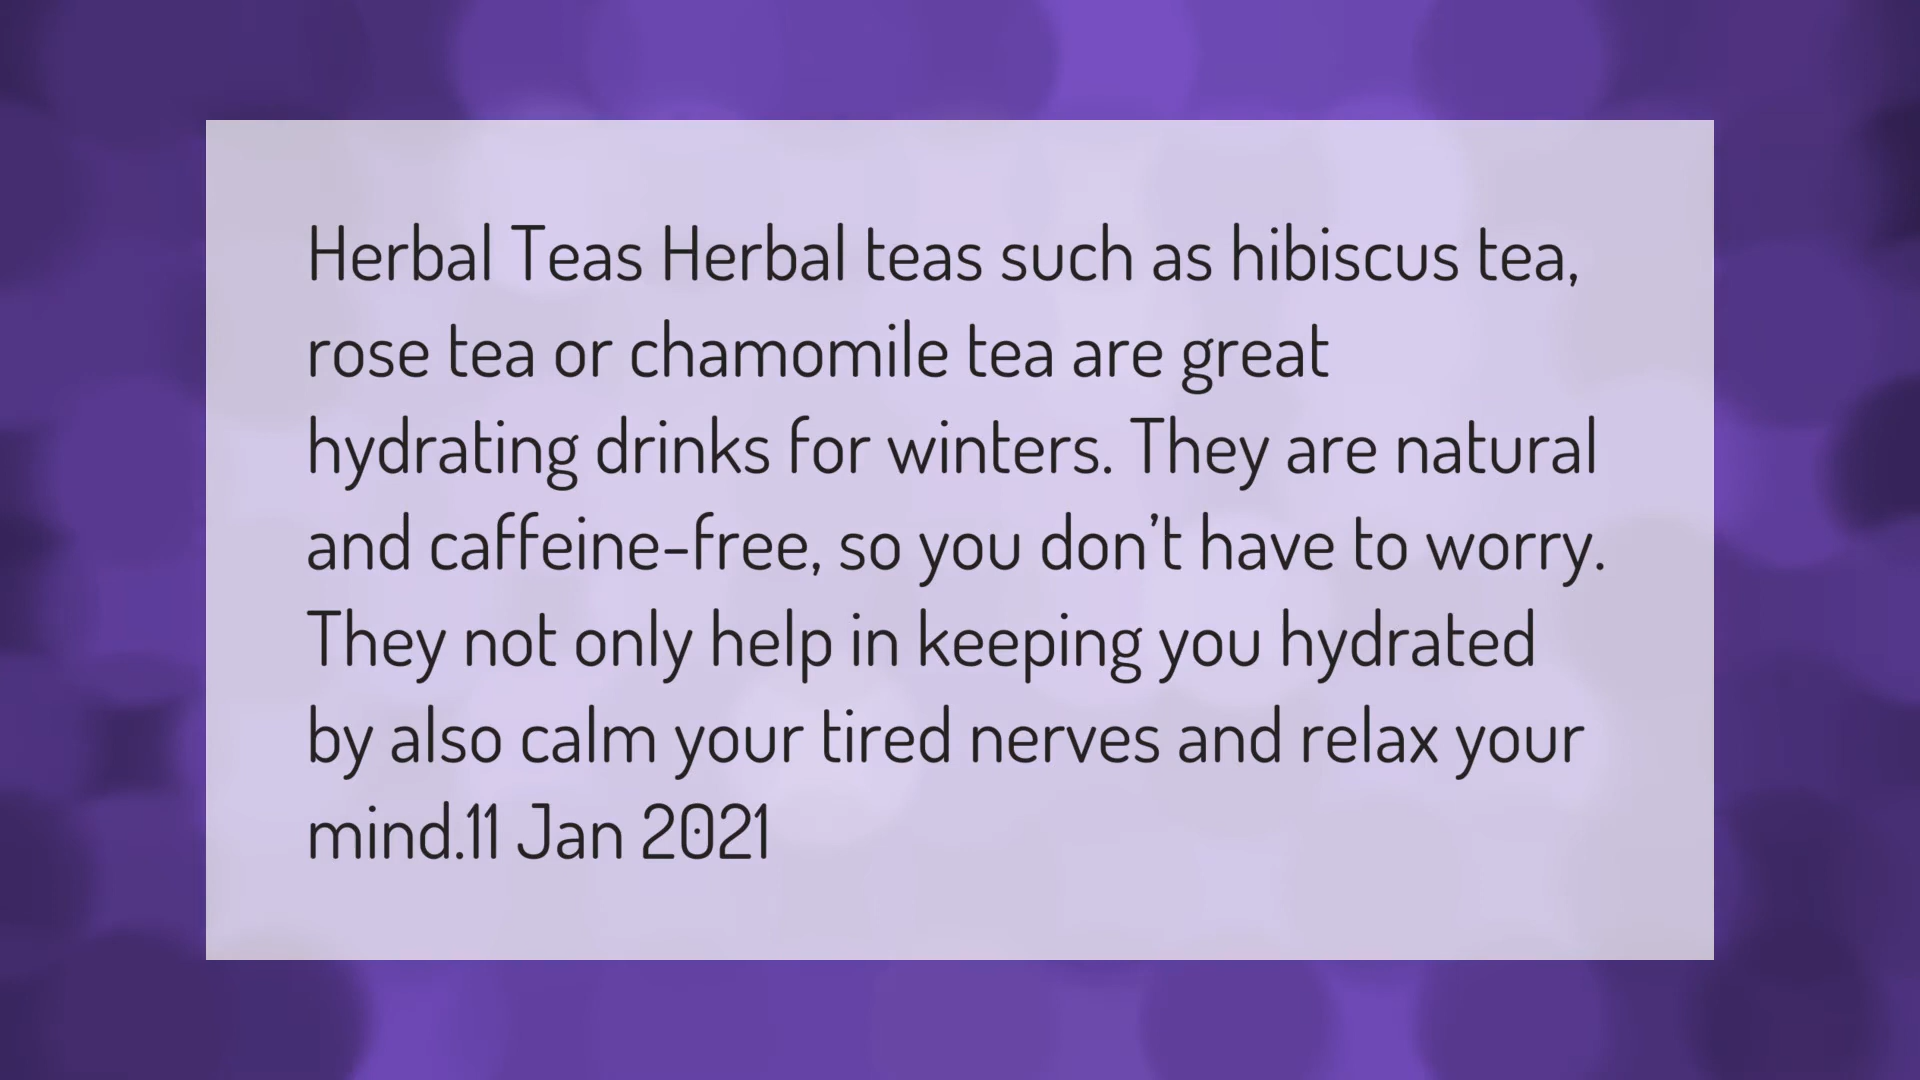 Herbal Teas Herbal teas such as hibiscus tea,
rose tea or chamomile tea are great
hydrating drinks for winters. They are natural
and caffeine-free, so you don’t have to worry.
They not only help in keeping you hydrated
by also calm your tired nerves and relax your
mind.11 Jan 2021